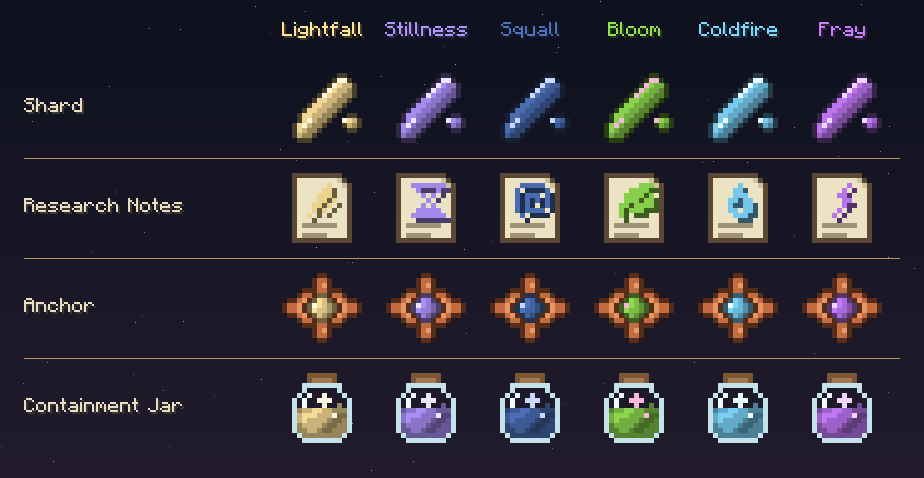 Lightfall Stillness Squall Bloom Coldfire Fray
Shard
Research Notes
Anchor
Containment Jar